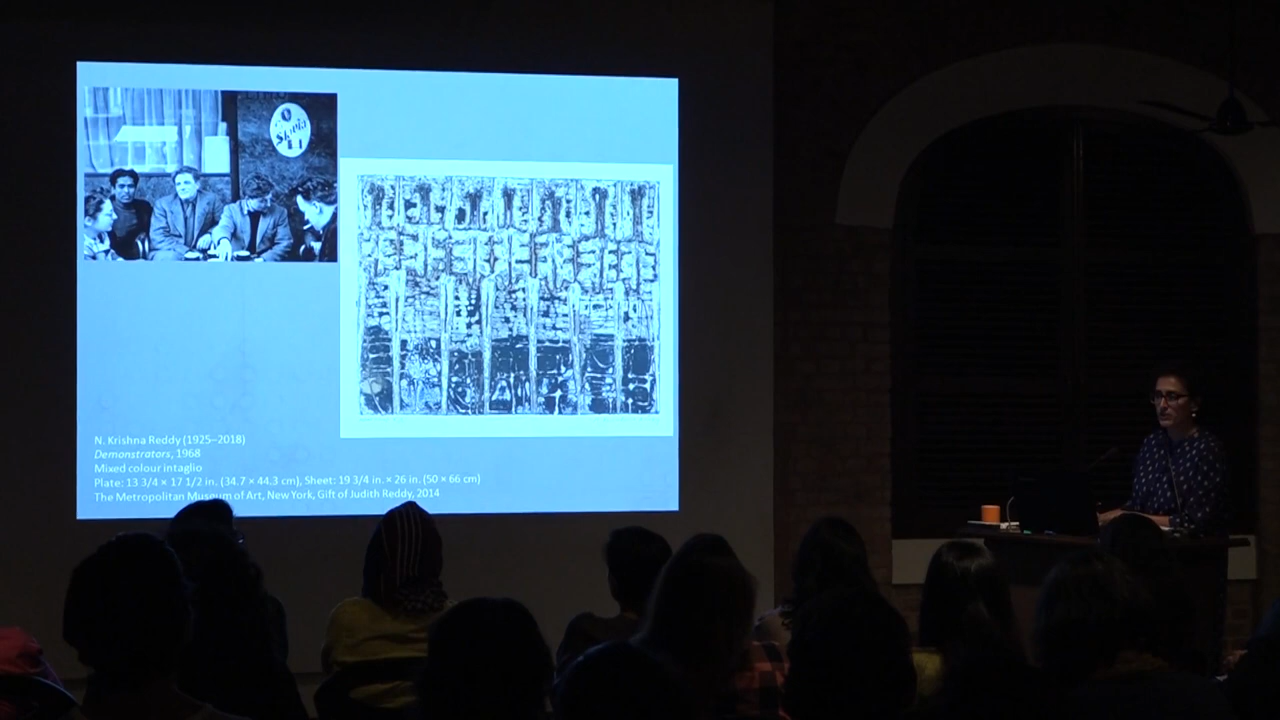 N. Krishna Reddy (1925–2018)
Demonstrators, 1968
Mixed colour intaglio
Plate: 13 3/4 × 17 1/2 in. (34.7 × 44.3 cm), Sheet: 19 3/4 in. × 26 in. (50 × 66 cm)
The Metropolitan Museum of Art, New York, Gift of Judith Reddy, 2014